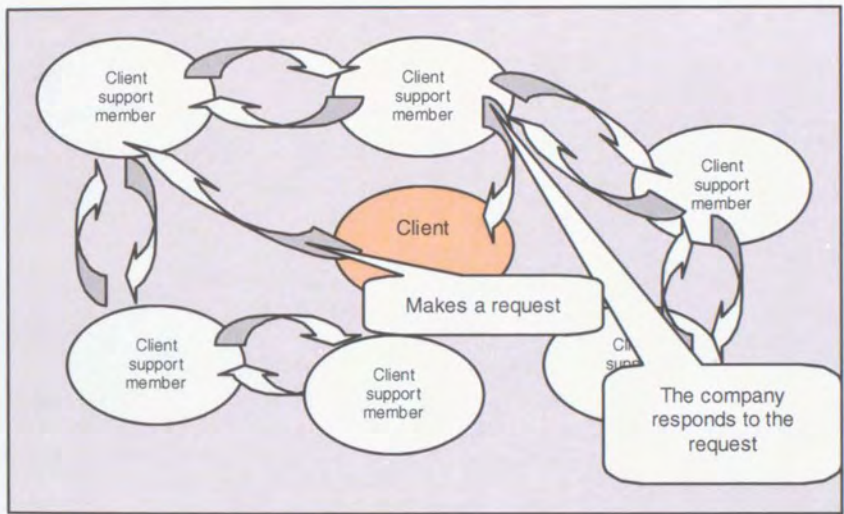 Client
support
member
Client
support
member
Client
support
member
Client
Makes a request
Client
support
member
Client
support
member
The company
responds to the
request